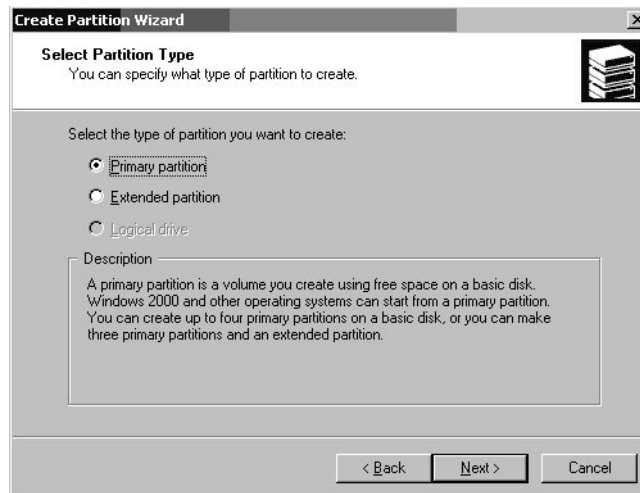 Create Partition Wizard
Select Partition Type
You can specify what type of partition to create.
Select the type of partition you want to create:
Primary partition
Extended partition
Logical drive
Description
A primary partition is a volume you create using free space on a basic disk.
Windows 2000 and other operating systems can start from a primary partition.
You can create up to four primary partitions on a basic disk, or you can make
three primary partitions and an extended partition.
< Back Next > Cancel